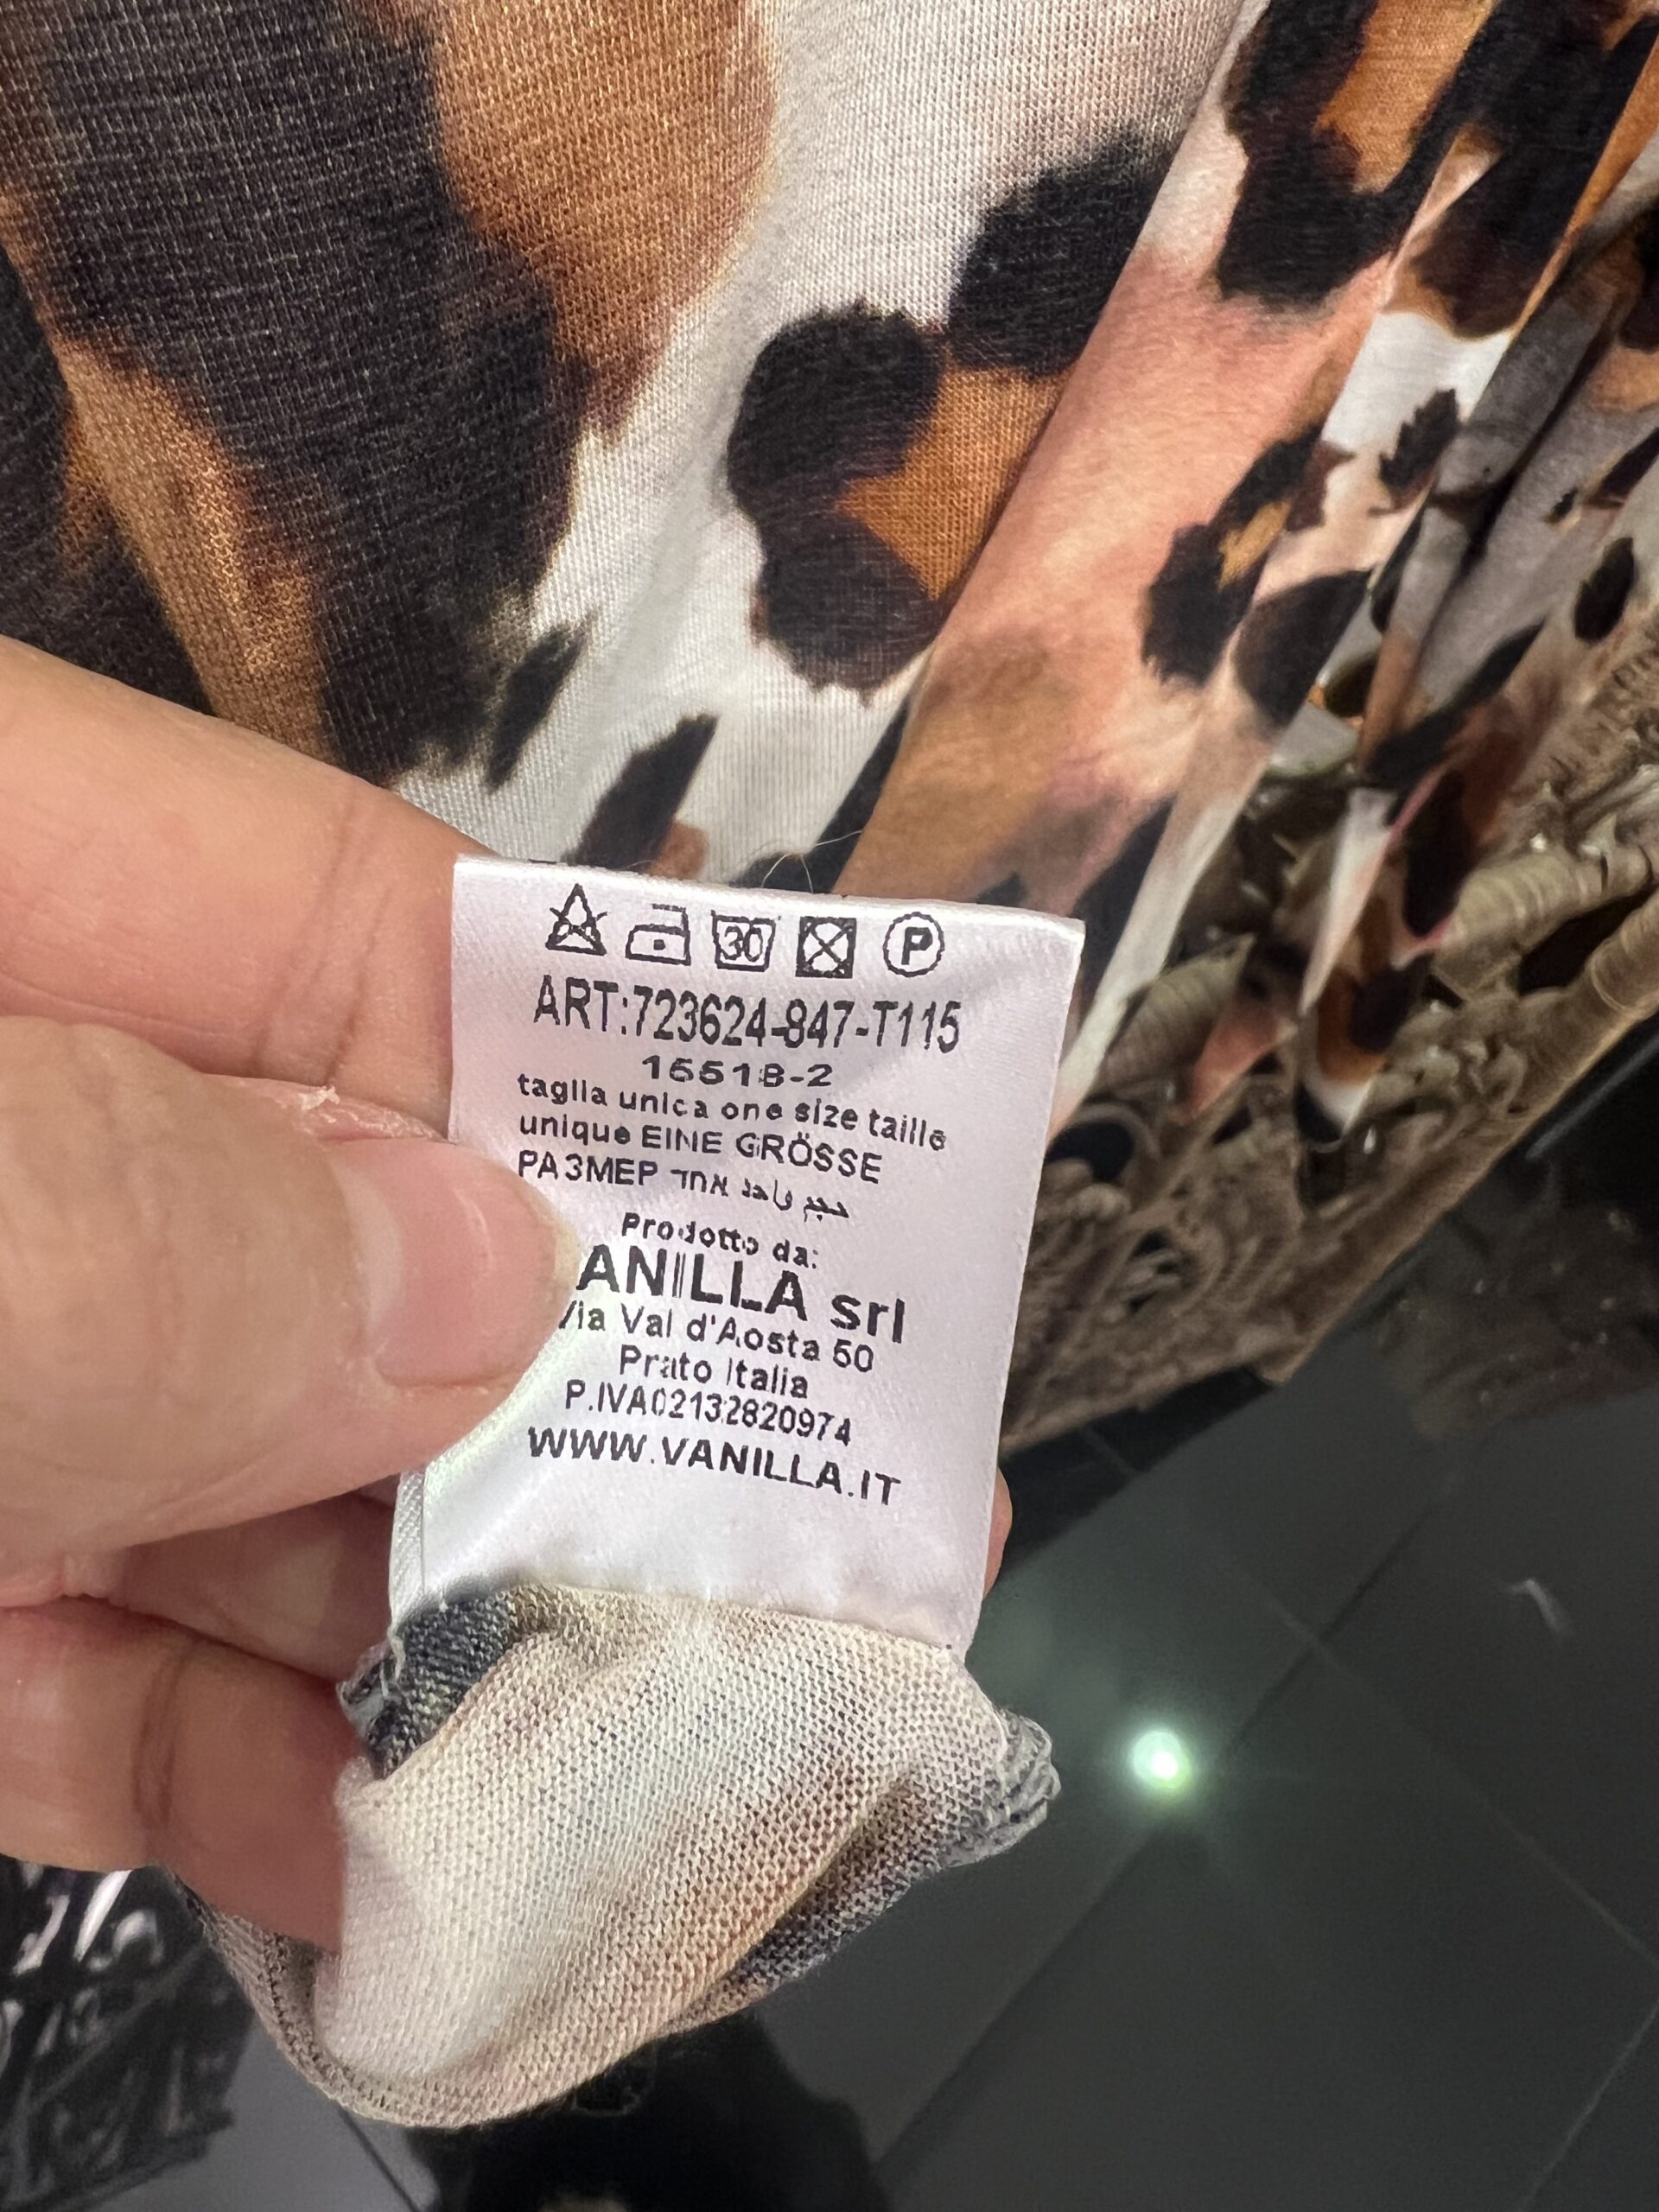 30 P
ART:723624-847-T115
16518-2
taglia unica one size taille
unique EINE GRÖSSE
PA3MEP אחד حجم واحد
Prodotto da:
ANILLA srl
Via Val d'Aosta 50
Prato Italia
P.IVA02132820974
WWW.VANILLA.IT